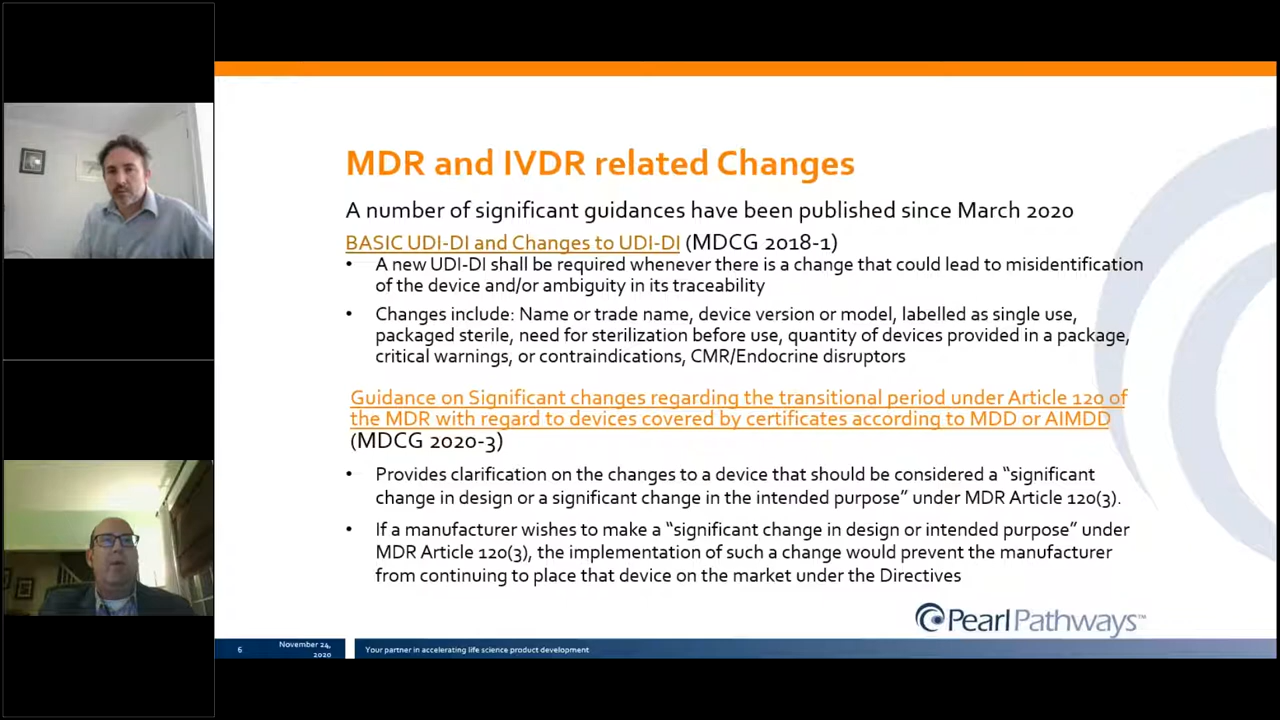 MDR and IVDR related Changes
A number of significant guidances have been published since March 2020
BASIC UDI-DI and Changes to UDI-DI (MDCG 2018-1)
• A new UDI-DI shall be required whenever there is a change that could lead to misidentification
of the device and/or ambiguity in its traceability
• Changes include: Name or trade name, device version or model, labelled as single use,
packaged sterile, need for sterilization before use, quantity of devices provided in a package,
critical warnings, or contraindications, CMR/Endocrine disruptors
Guidance on Significant changes regarding the transitional period under Article 120 of
the MDR with regard to devices covered by certificates according to MDD or AIMDD
(MDCG 2020-3)
• Provides clarification on the changes to a device that should be considered a “significant
change in design or a significant change in the intended purpose” under MDR Article 120(3).
• If a manufacturer wishes to make a “significant change in design or intended purpose” under
MDR Article 120(3), the implementation of such a change would prevent the manufacturer
from continuing to place that device on the market under the Directives
PearlPathways™
6
November 24,
2020
Your partner in accelerating life science product development